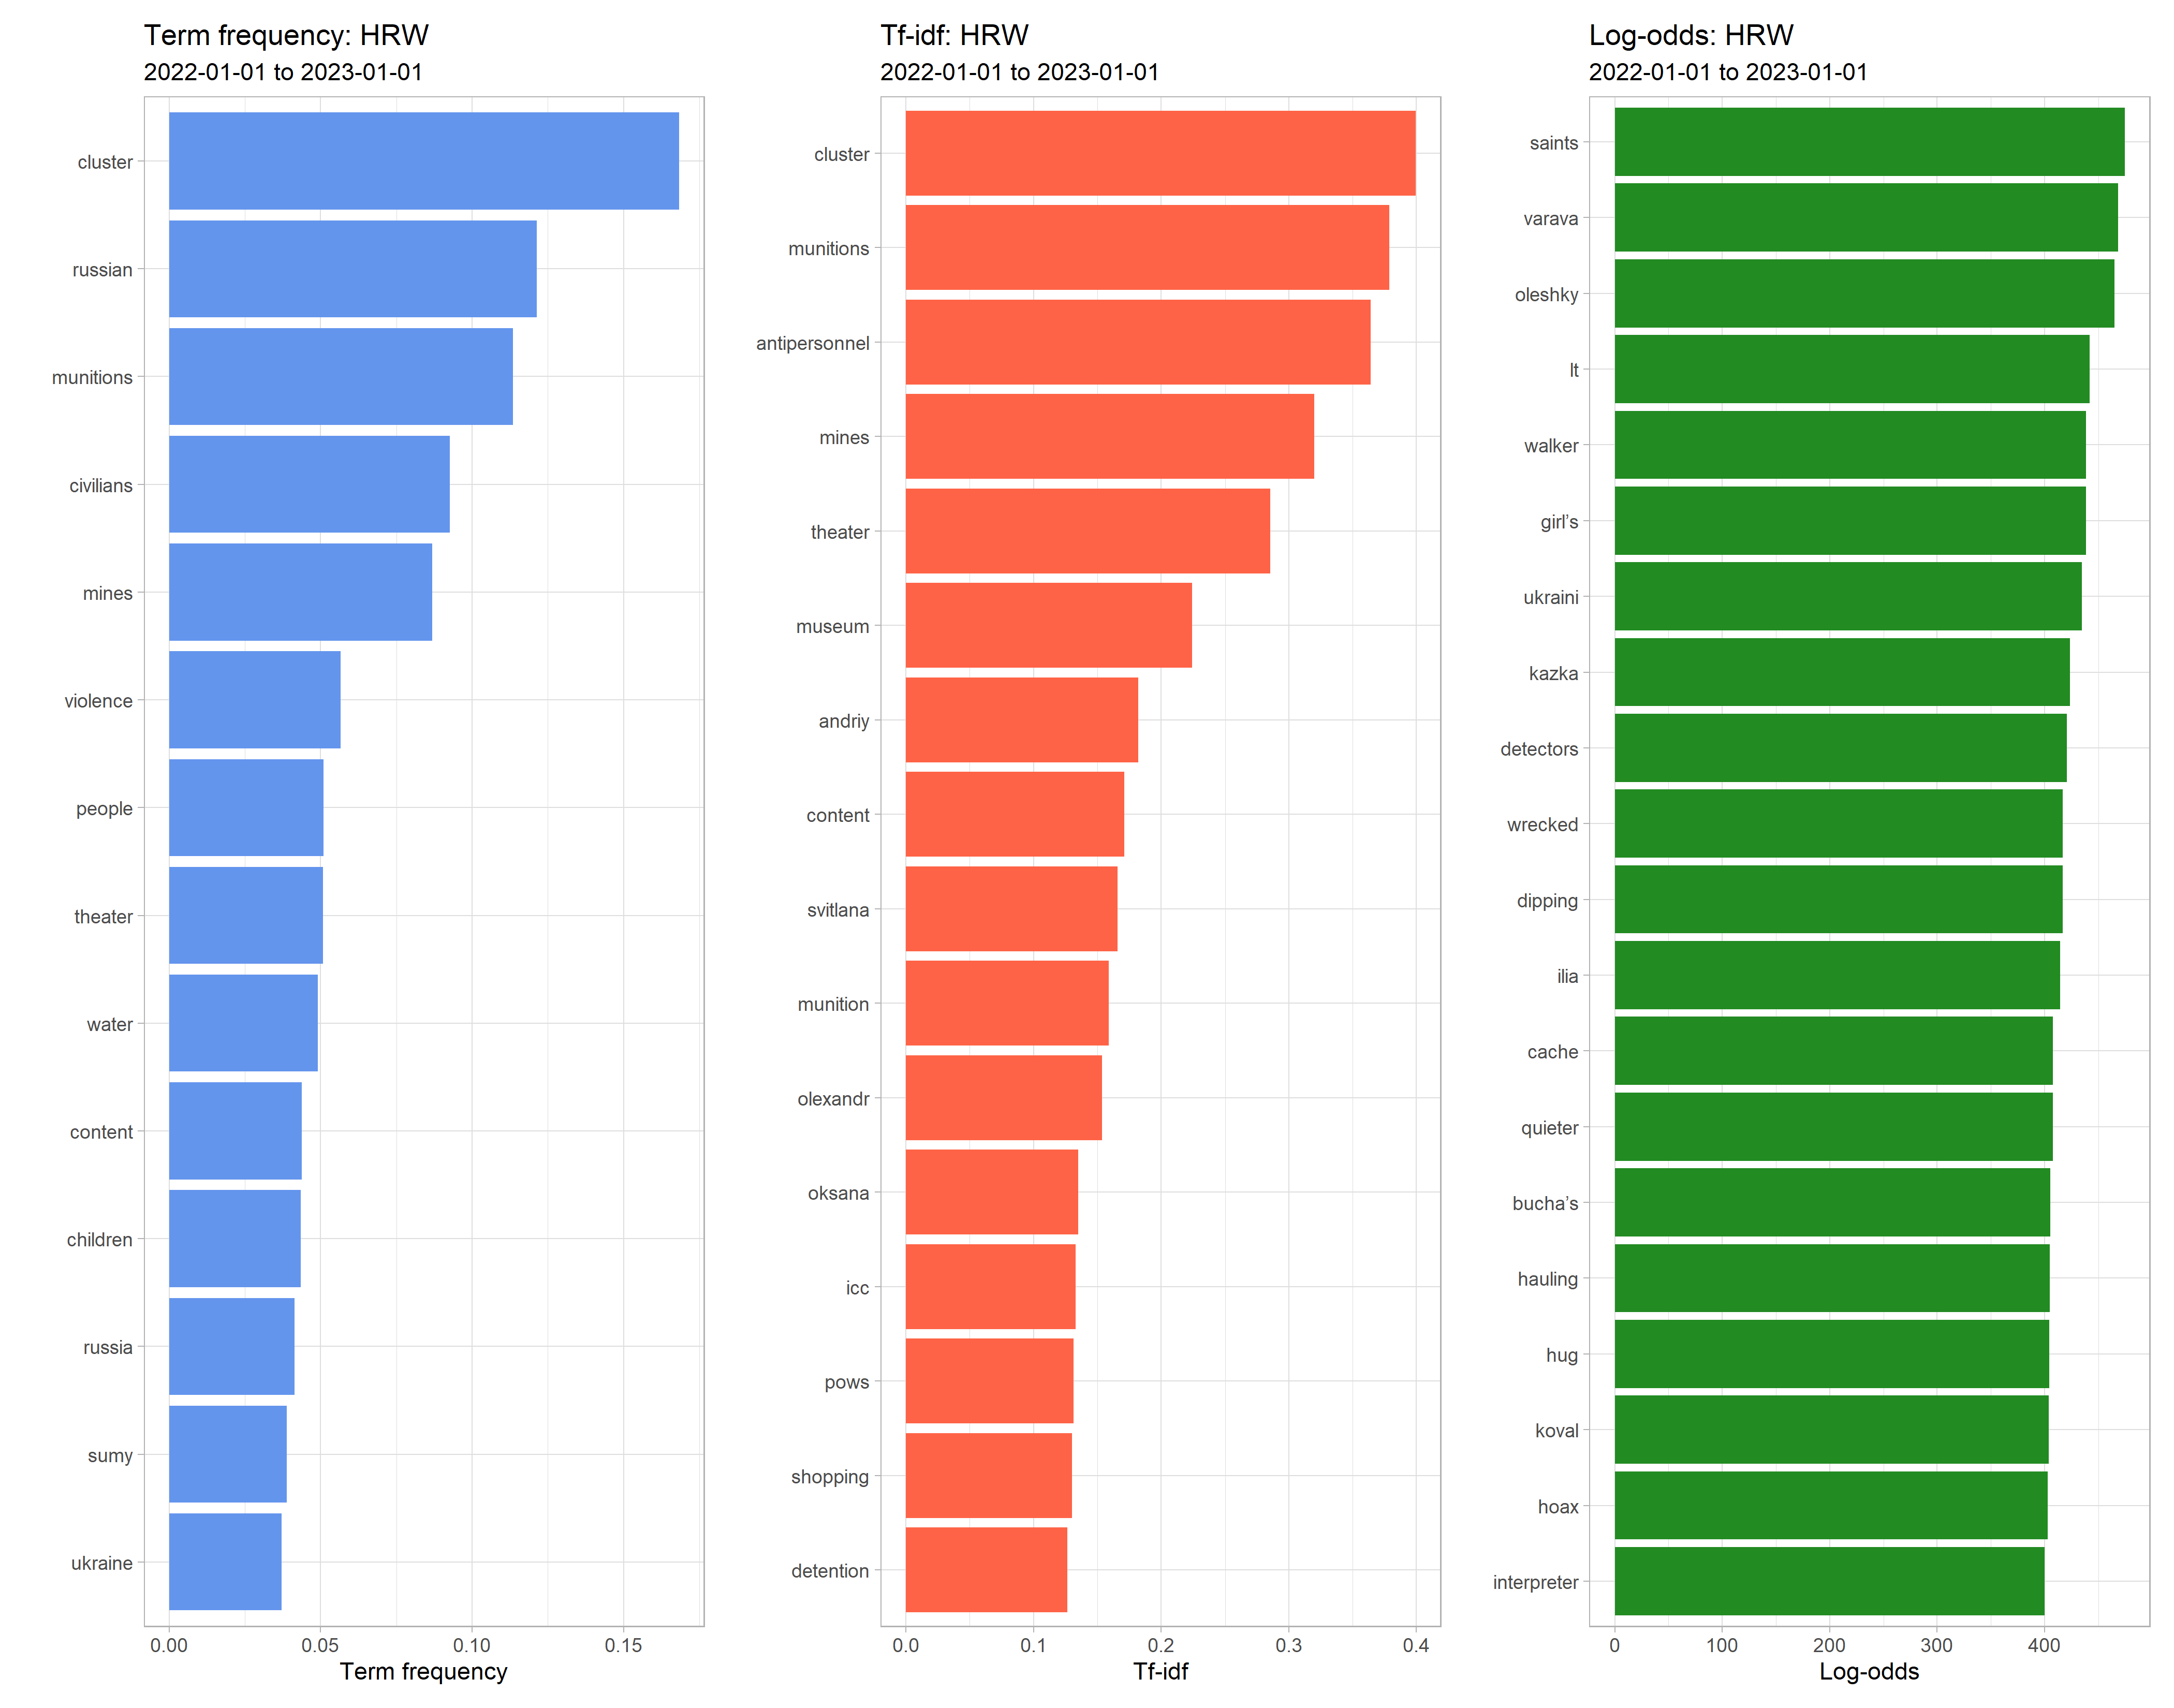 Term frequency: HRW
2022-01-01 to 2023-01-01
cluster
russian
munitions
civilians
mines
violence
people
theater
water
content
children
russia
sumy
ukraine
0.00 0.05 0.10 0.15
Term frequency
Tf-idf: HRW
2022-01-01 to 2023-01-01
cluster
munitions
antipersonnel
mines
theater
museum
andriy
content
svitlana
munition
olexandr
oksana
icc
pows
shopping
detention
0.0 0.1 0.2 0.3 0.4
Tf-idf
Log-odds: HRW
2022-01-01 to 2023-01-01
saints
varava
oleshky
lt
walker
girl’s
ukraini
kazka
detectors
wrecked
dipping
ilia
cache
quieter
bucha’s
hauling
hug
koval
hoax
interpreter
0 100 200 300 400
Log-odds